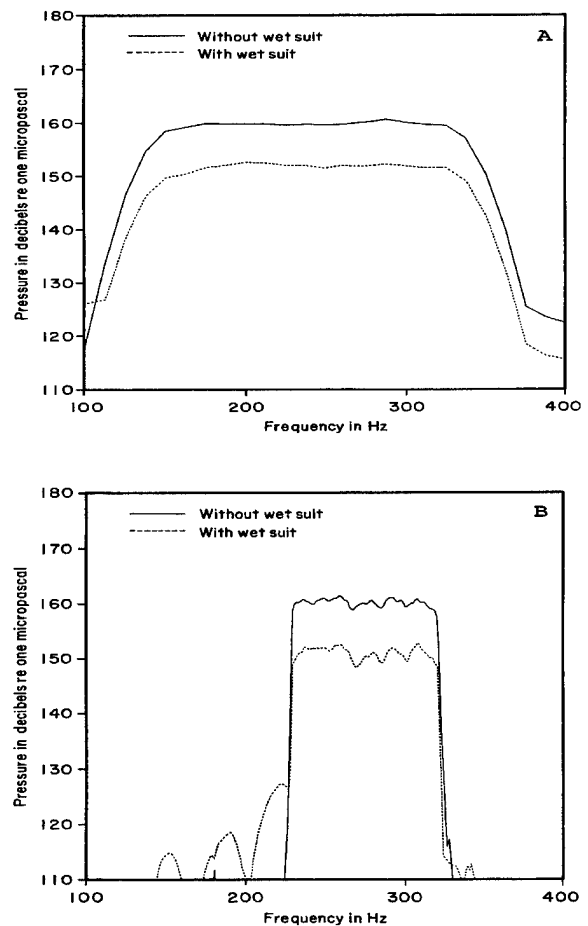 180
170
160
150
140
130
120
110
Pressure in decibels re one micropascal
Without wet suit
With wet suit
A
100
200
300
400
Frequency in Hz
180
170
160
150
140
130
120
110
Pressure in decibels re one micropascal
Without wet suit
With wet suit
B
100
200
300
400
Frequency in Hz